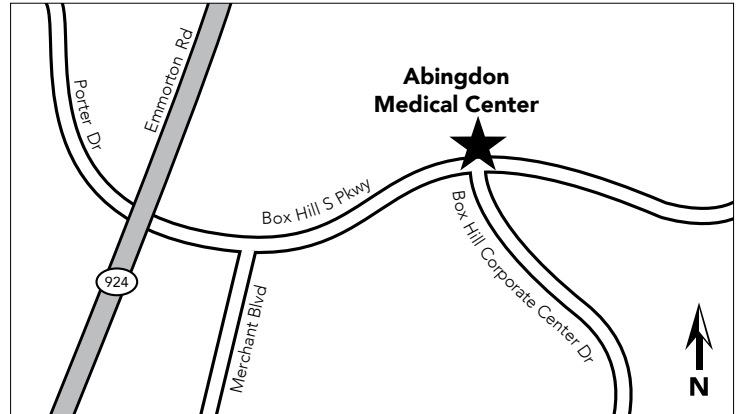 Porter Dr
Emmorton Rd
Abingdon
Medical Center
Box Hill S Pkwy
Box Hill Corporate Center Dr
924
Merchant Blvd
N